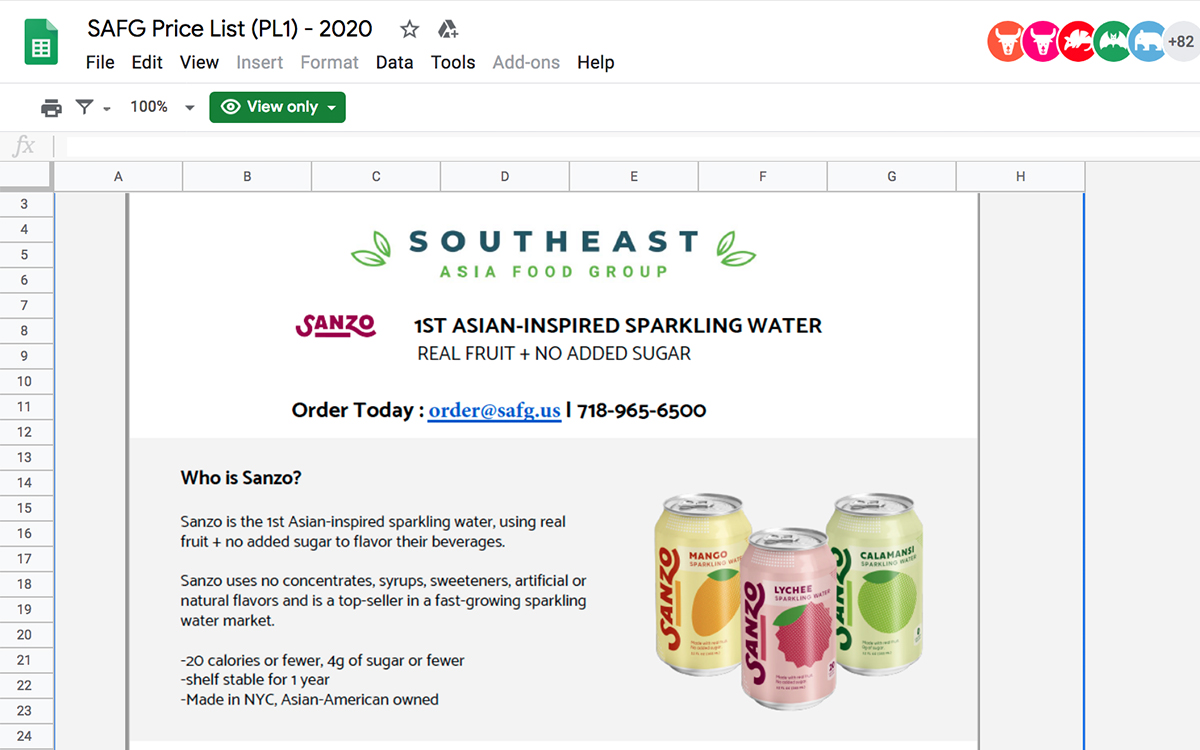 SAFG Price List (PL1) - 2020
File Edit View Insert Format Data Tools Add-ons Help
+82
100% View only
fx
A B C D E F G H
3
4
5
6
7
8
9
10
11
12
13
14
15
16
17
18
19
20
21
22
23
24
SOUTHEAST
ASIA FOOD GROUP
SANZO 1ST ASIAN-INSPIRED SPARKLING WATER
REAL FRUIT + NO ADDED SUGAR
Order Today : order@safg.us | 718-965-6500
Who is Sanzo?
Sanzo is the 1st Asian-inspired sparkling water, using real
fruit + no added sugar to flavor their beverages.
Sanzo uses no concentrates, syrups, sweeteners, artificial or
natural flavors and is a top-seller in a fast-growing sparkling
water market.
-20 calories or fewer, 4g of sugar or fewer
-shelf stable for 1 year
-Made in NYC, Asian-American owned
SANZO
MANGO
SPARKLING WATER
SANZO
LYCHEE
SPARKLING WATER
SANZO
CALAMANSI
SPARKLING WATER